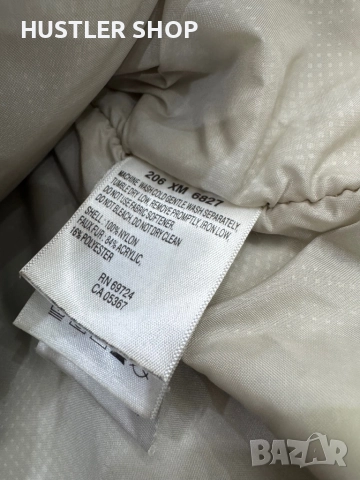 HUSTLER SHOP
206 XM 6827
MACHINE WASH COLD GENTLE WASH SEPARATELY.
TUMBLE DRY LOW. REMOVE PROMPTLY, IRON LOW.
DO NOT USE FABRIC SOFTENER.
DO NOT BLEACH, DO NOT DRY CLEAN
SHELL : 100% NYLON
FAUX FUR : 84% ACRYLIC,
16% POLYESTER
RN 69724
CA 05367
BAZAR